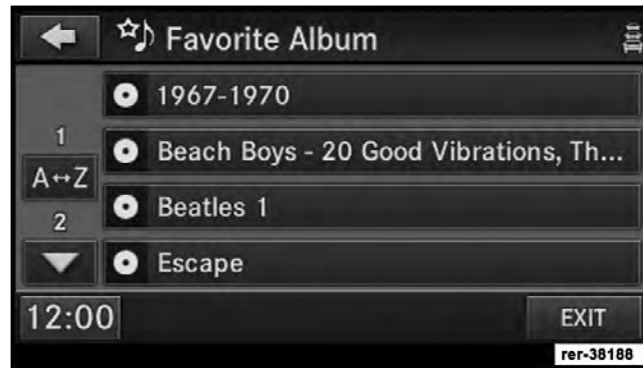 Favorite Album
1967-1970
Beach Boys - 20 Good Vibrations, Th...
1
A↔Z
Beatles 1
2
Escape
12:00
EXIT
rer-38188